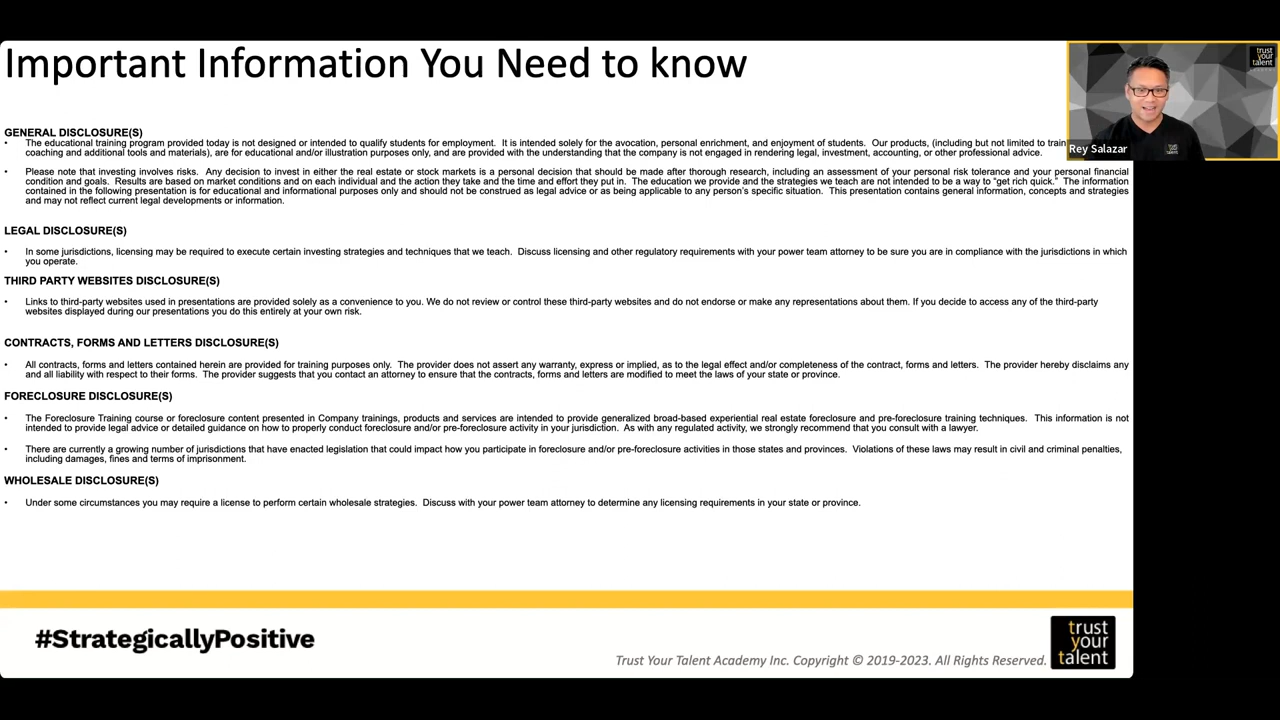 Important Information You Need to know
trust
your
talent
Rey Salazar
GENERAL DISCLOSURE(S)
• The educational training program provided today is not designed or intended to qualify students for employment. It is intended solely for the avocation, personal enrichment, and enjoyment of students. Our products, (including but not limited to
coaching and additional tools and materials), are for educational and/or illustration purposes only, and are provided with the understanding that the company is not engaged in rendering legal, investment, accounting, or other professional advice.
• Please note that investing involves risks. Any decision to invest in either the real estate or stock markets is a personal decision that should be made after thorough research, including an assessment of your personal risk tolerance and your personal financial
condition and goals. Results are based on market conditions and on each individual and the action they take and the time and effort they put in. The education we provide and the strategies we teach are not intended to be a way to “get rich quick.” The information
contained in the following presentation is for educational and informational purposes only and should not be construed as legal advice or as being applicable to any person’s specific situation. This presentation contains general information, concepts and strategies
and may not reflect current legal developments or information.
LEGAL DISCLOSURE(S)
• In some jurisdictions, licensing may be required to execute certain investing strategies and techniques that we teach. Discuss licensing and other regulatory requirements with your power team attorney to be sure you are in compliance with the jurisdictions in which
you operate.
THIRD PARTY WEBSITES DISCLOSURE(S)
• Links to third-party websites used in presentations are provided solely as a convenience to you. We do not review or control these third-party websites and do not endorse or make any representations about them. If you decide to access any of the third-party
websites displayed during our presentations you do this entirely at your own risk.
CONTRACTS, FORMS AND LETTERS DISCLOSURE(S)
• All contracts, forms and letters contained herein are provided for training purposes only. The provider does not assert any warranty, express or implied, as to the legal effect and/or completeness of the contract, forms and letters. The provider hereby disclaims any
and all liability with respect to their forms. The provider suggests that you contact an attorney to ensure that the contracts, forms and letters are modified to meet the laws of your state or province.
FORECLOSURE DISCLOSURE(S)
• The Foreclosure Training course or foreclosure content presented in Company trainings, products and services are intended to provide generalized broad-based experiential real estate foreclosure and pre-foreclosure training techniques. This information is not
intended to provide legal advice or detailed guidance on how to properly conduct foreclosure and/or pre-foreclosure activity in your jurisdiction. As with any regulated activity, we strongly recommend that you consult with a lawyer.
• There are currently a growing number of jurisdictions that have enacted legislation that could impact how you participate in foreclosure and/or pre-foreclosure activities in those states and provinces. Violations of these laws may result in civil and criminal penalties,
including damages, fines and terms of imprisonment.
WHOLESALE DISCLOSURE(S)
• Under some circumstances you may require a license to perform certain wholesale strategies. Discuss with your power team attorney to determine any licensing requirements in your state or province.
#StrategicallyPositive
Trust Your Talent Academy Inc. Copyright © 2019-2023. All Rights Reserved.
trust
your
talent